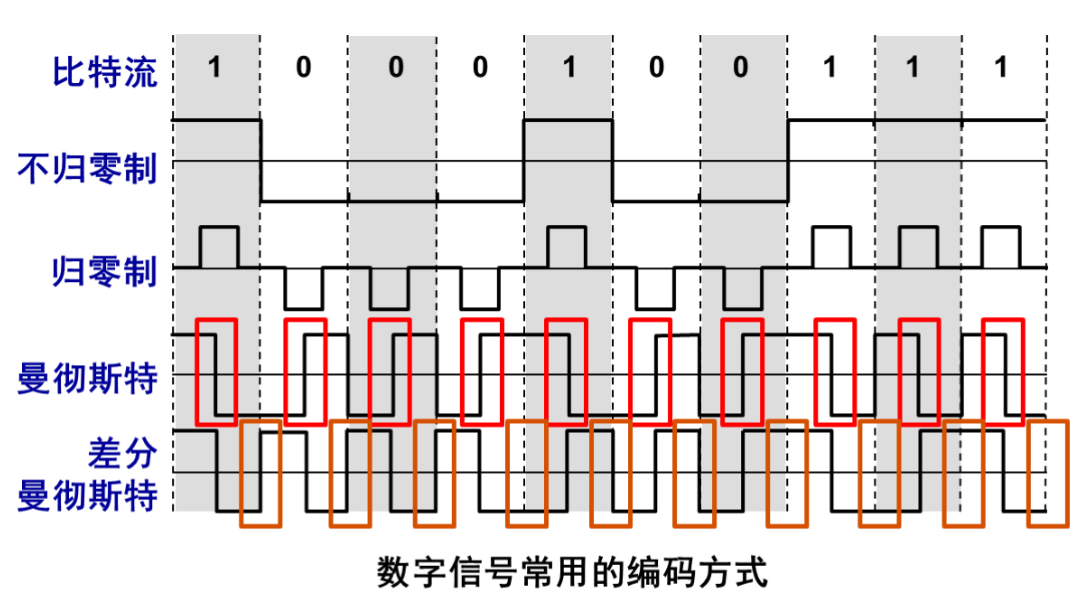 比特流 1 0 0 0 1 0 0 1 1 1
不归零制
归零制
曼彻斯特
差分
曼彻斯特
数字信号常用的编码方式